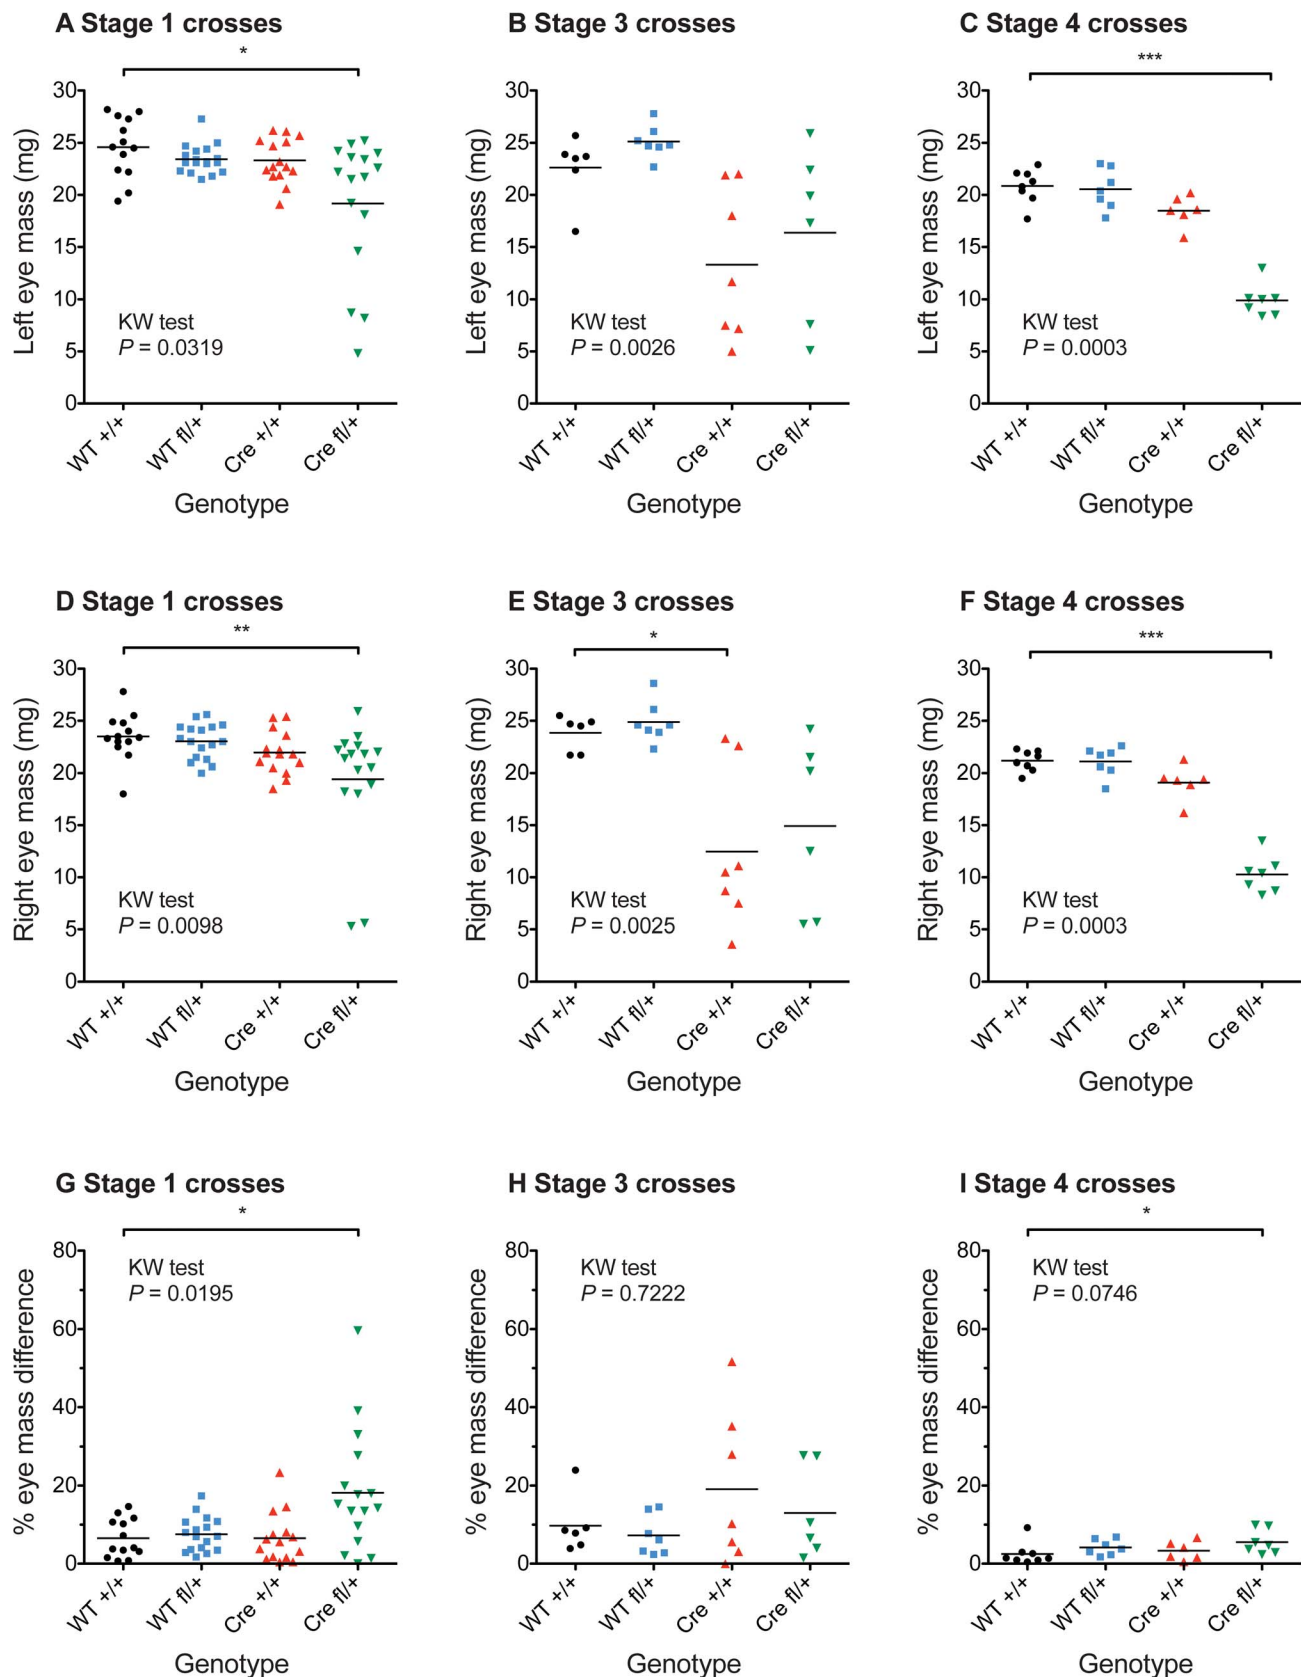 A Stage 1 crosses
*
30
25
20
15
10
5
0
Left eye mass (mg)
KW test
P = 0.0319
WT +/+
WT fl/+
Cre +/+
Cre fl/+
Genotype
B Stage 3 crosses
30
25
20
15
10
5
0
Left eye mass (mg)
KW test
P = 0.0026
WT +/+
WT fl/+
Cre +/+
Cre fl/+
Genotype
C Stage 4 crosses
***
30
25
20
15
10
5
0
Left eye mass (mg)
KW test
P = 0.0003
WT +/+
WT fl/+
Cre +/+
Cre fl/+
Genotype
D Stage 1 crosses
**
30
25
20
15
10
5
0
Right eye mass (mg)
KW test
P = 0.0098
WT +/+
WT fl/+
Cre +/+
Cre fl/+
Genotype
E Stage 3 crosses
*
30
25
20
15
10
5
0
Right eye mass (mg)
KW test
P = 0.0025
WT +/+
WT fl/+
Cre +/+
Cre fl/+
Genotype
F Stage 4 crosses
***
30
25
20
15
10
5
0
Right eye mass (mg)
KW test
P = 0.0003
WT +/+
WT fl/+
Cre +/+
Cre fl/+
Genotype
G Stage 1 crosses
*
80
60
40
20
0
% eye mass difference
KW test
P = 0.0195
WT +/+
WT fl/+
Cre +/+
Cre fl/+
Genotype
H Stage 3 crosses
80
60
40
20
0
% eye mass difference
KW test
P = 0.7222
WT +/+
WT fl/+
Cre +/+
Cre fl/+
Genotype
I Stage 4 crosses
*
80
60
40
20
0
% eye mass difference
KW test
P = 0.0746
WT +/+
WT fl/+
Cre +/+
Cre fl/+
Genotype